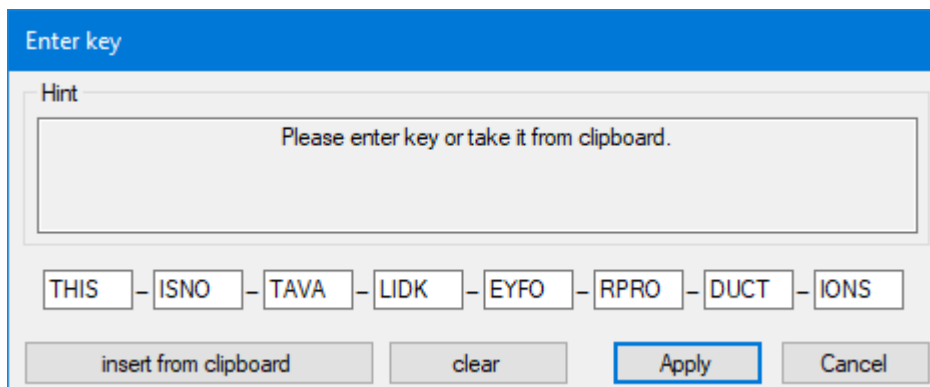 Enter key
Hint
Please enter key or take it from clipboard.
THIS – ISNO – TAVA – LIDK – EYFO – RPRO – DUCT – IONS
insert from clipboard clear Apply Cancel